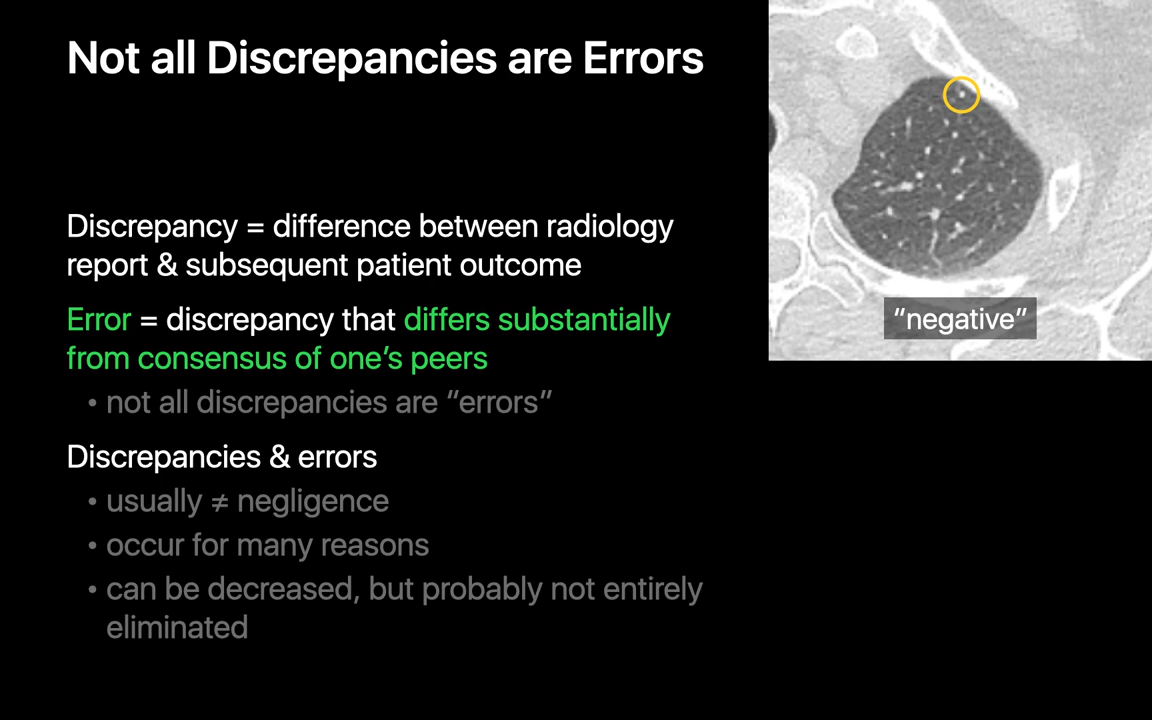 Not all Discrepancies are Errors
Discrepancy = difference between radiology
report & subsequent patient outcome
Error = discrepancy that differs substantially
from consensus of one’s peers
• not all discrepancies are “errors”
Discrepancies & errors
• usually ≠ negligence
• occur for many reasons
• can be decreased, but probably not entirely
eliminated
“negative”